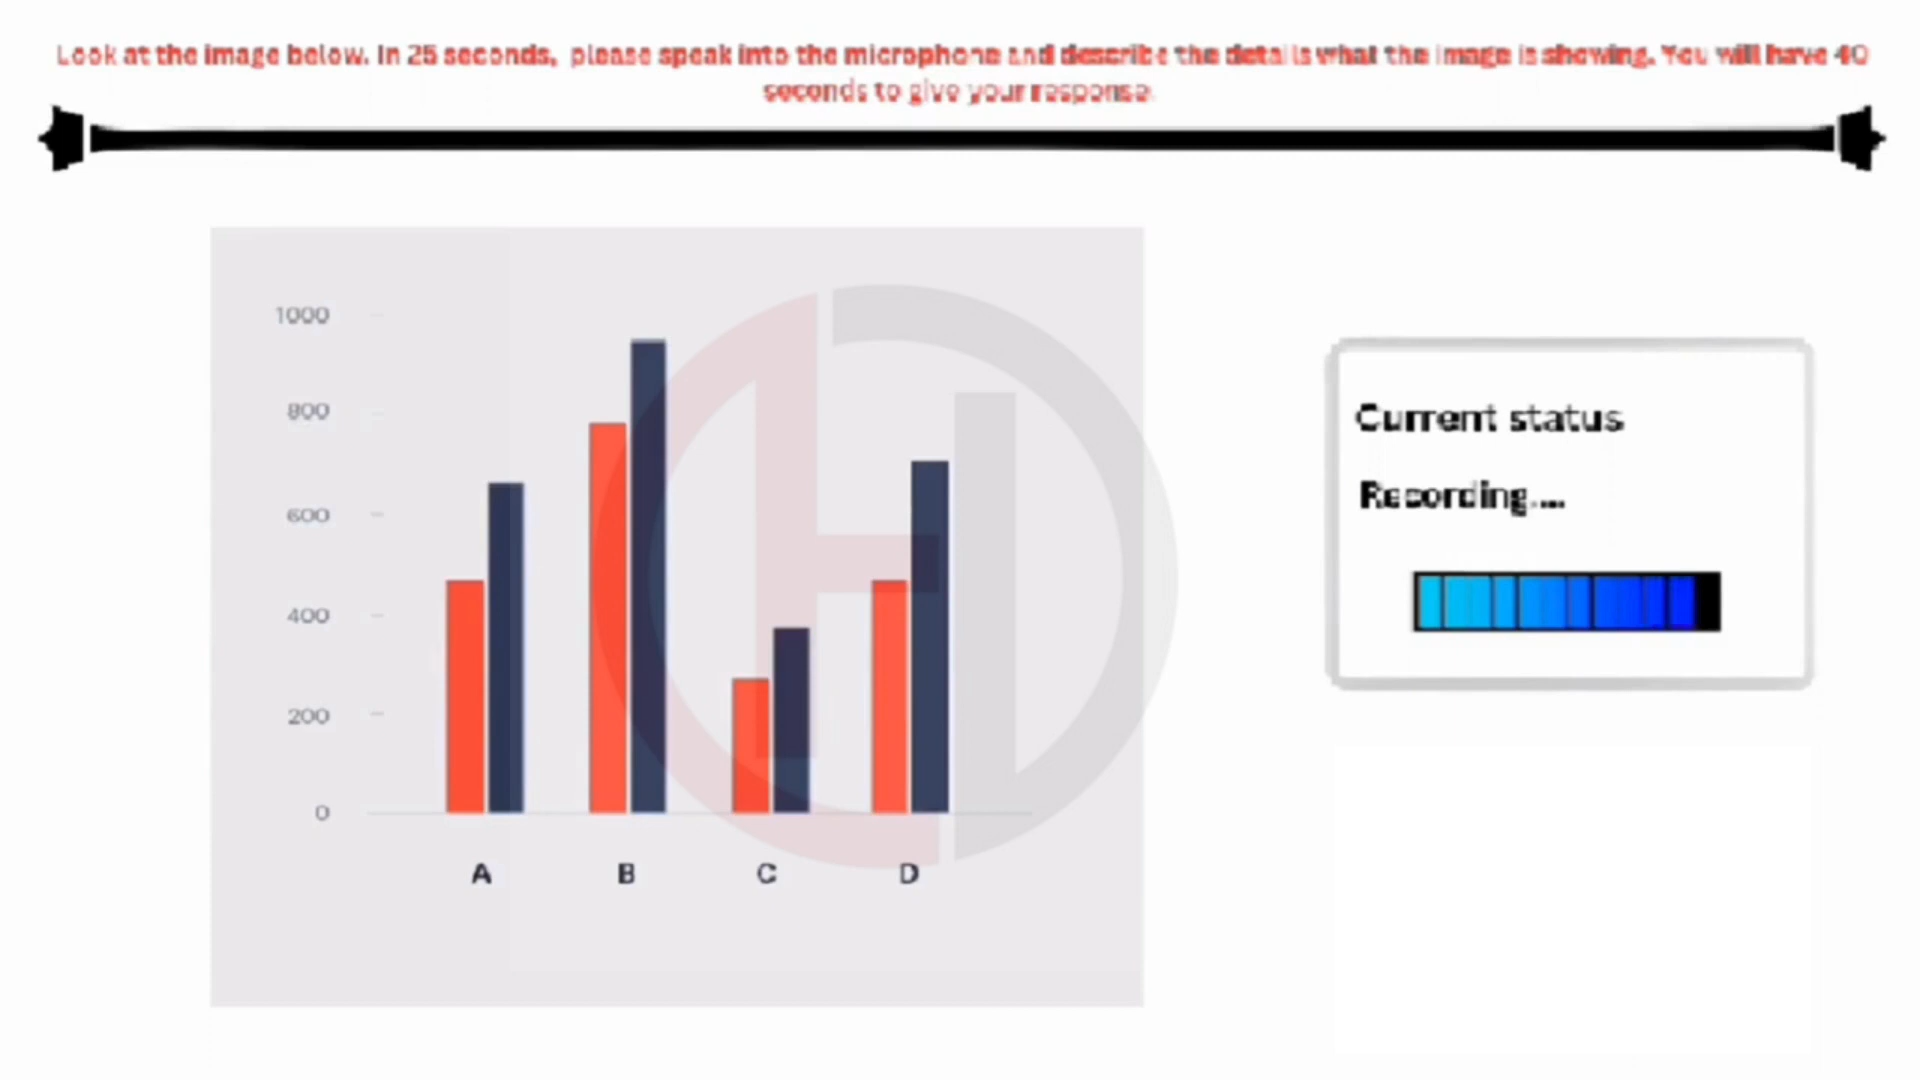 Look at the image below. In 25 seconds, please speak into the microphone and describe the details what the image is showing. You will have 40
seconds to give your response.
1000
800
600
400
200
0
A B C D
Current status
Recording....